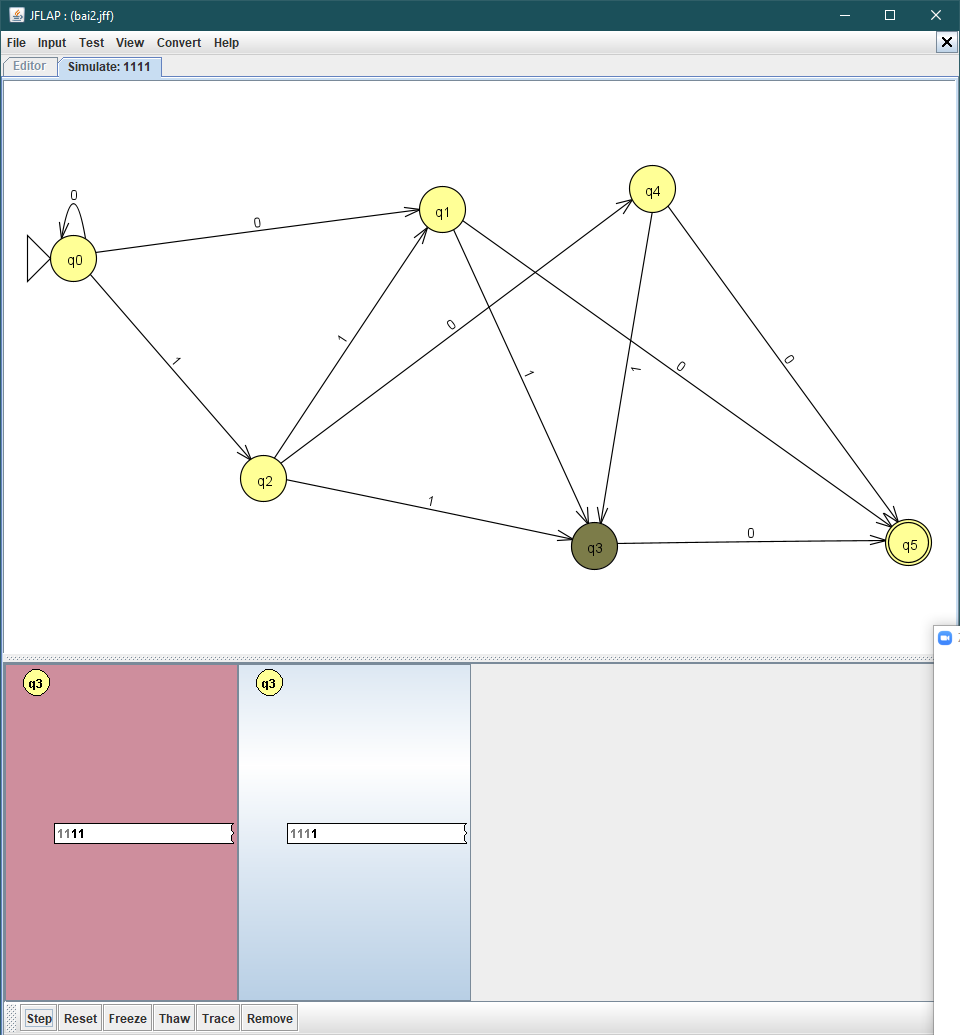 JFLAP : (bai2.jff)
File Input Test View Convert Help
Editor Simulate: 1111
0
q4
0
q1
q0
1
0
1
0
1
1
0
q2
1
0
q3
q5
q3 q3
1111 1111
Step Reset Freeze Thaw Trace Remove